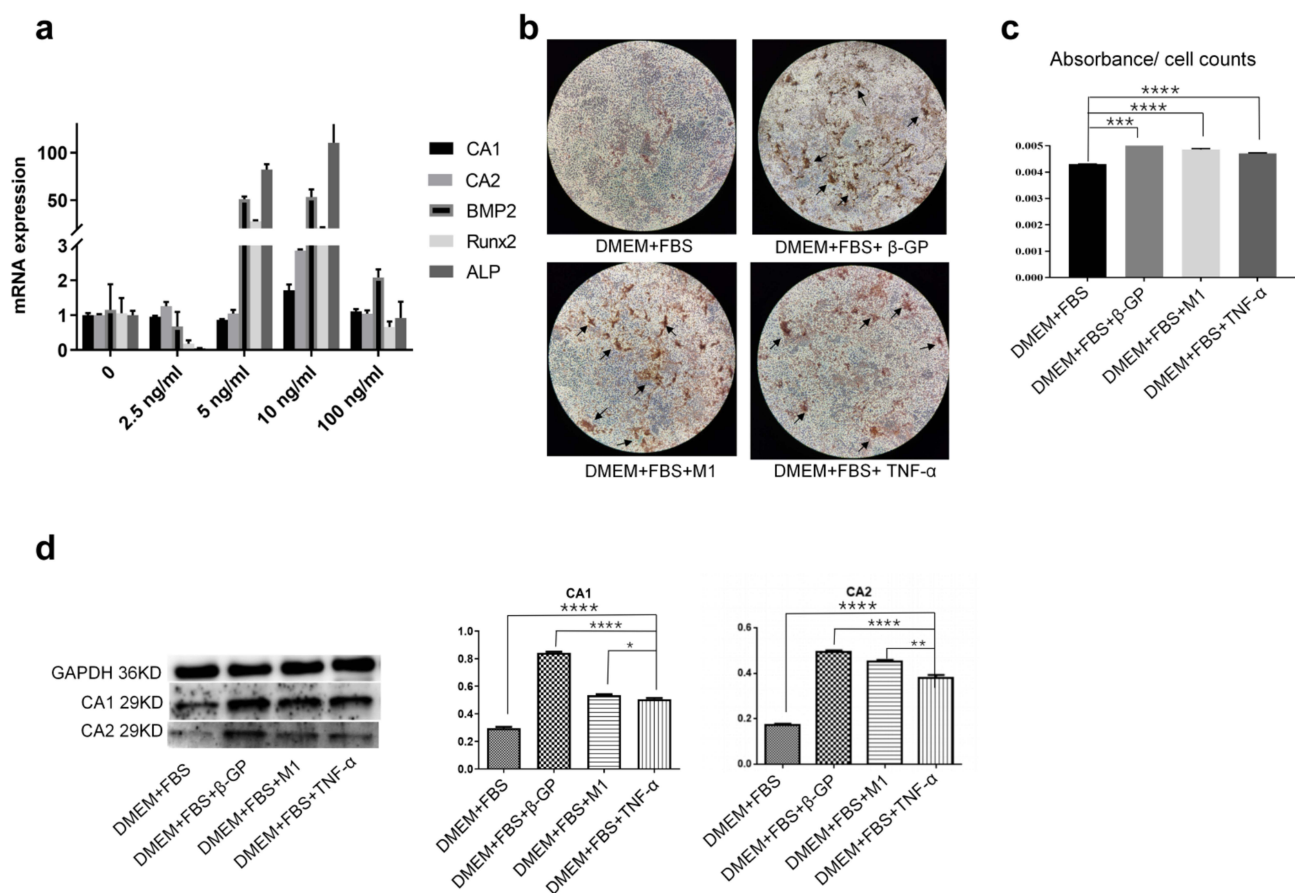 a
mRNA expression
100
50
3
2
1
0
0
2.5 ng/ml
5 ng/ml
10 ng/ml
100 ng/ml
CA1
CA2
BMP2
Runx2
ALP
b
DMEM+FBS
DMEM+FBS+ β-GP
DMEM+FBS+M1
DMEM+FBS+ TNF-α
c
Absorbance/ cell counts
****
****
***
0.005
0.004
0.003
0.002
0.001
0.000
DMEM+FBS
DMEM+FBS+β-GP
DMEM+FBS+M1
DMEM+FBS+TNF-α
d
GAPDH 36KD
CA1 29KD
CA2 29KD
DMEM+FBS
DMEM+FBS+β-GP
DMEM+FBS+M1
DMEM+FBS+TNF-α
CA1
****
****
*
1.0
0.8
0.6
0.4
0.2
0.0
DMEM+FBS
DMEM+FBS+β-GP
DMEM+FBS+M1
DMEM+FBS+TNF-α
CA2
****
****
**
0.6
0.4
0.2
0.0
DMEM+FBS
DMEM+FBS+β-GP
DMEM+FBS+M1
DMEM+FBS+TNF-α